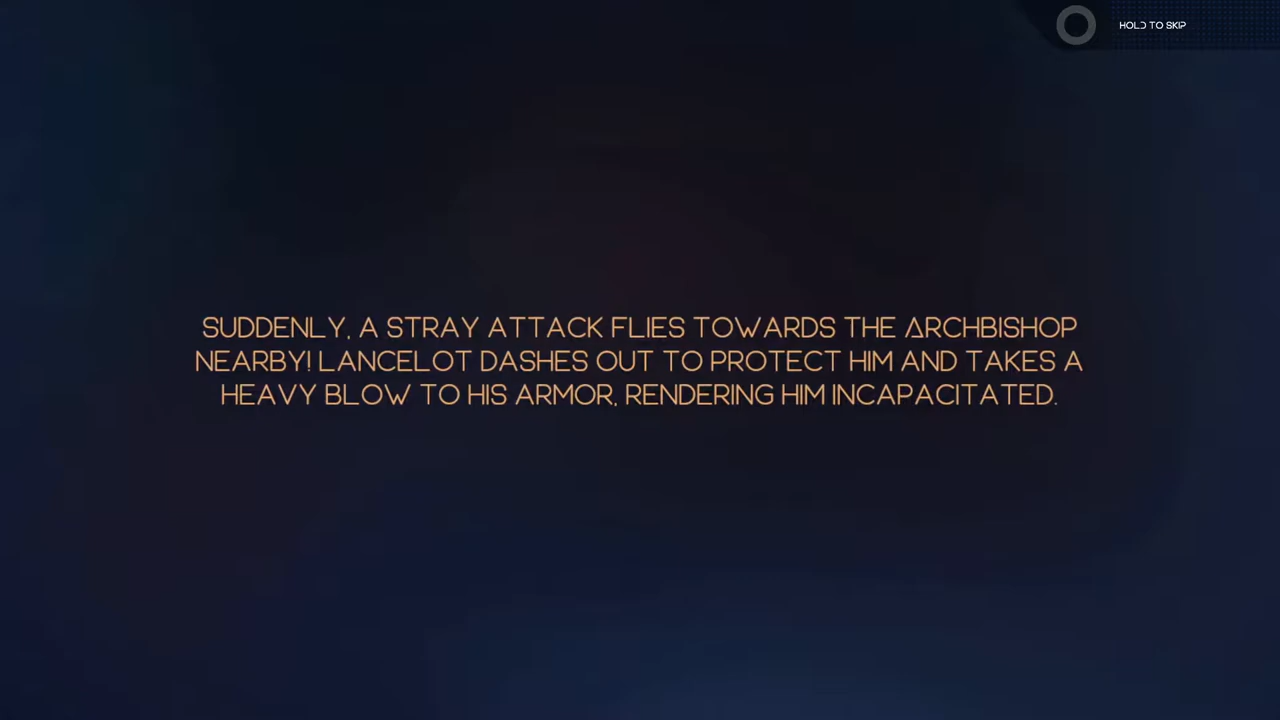 HOLD TO SKIP
SUDDENLY, A STRAY ATTACK FLIES TOWARDS THE ARCHBISHOP
NEARBY! LANCELOT DASHES OUT TO PROTECT HIM AND TAKES A
HEAVY BLOW TO HIS ARMOR, RENDERING HIM INCAPACITATED.